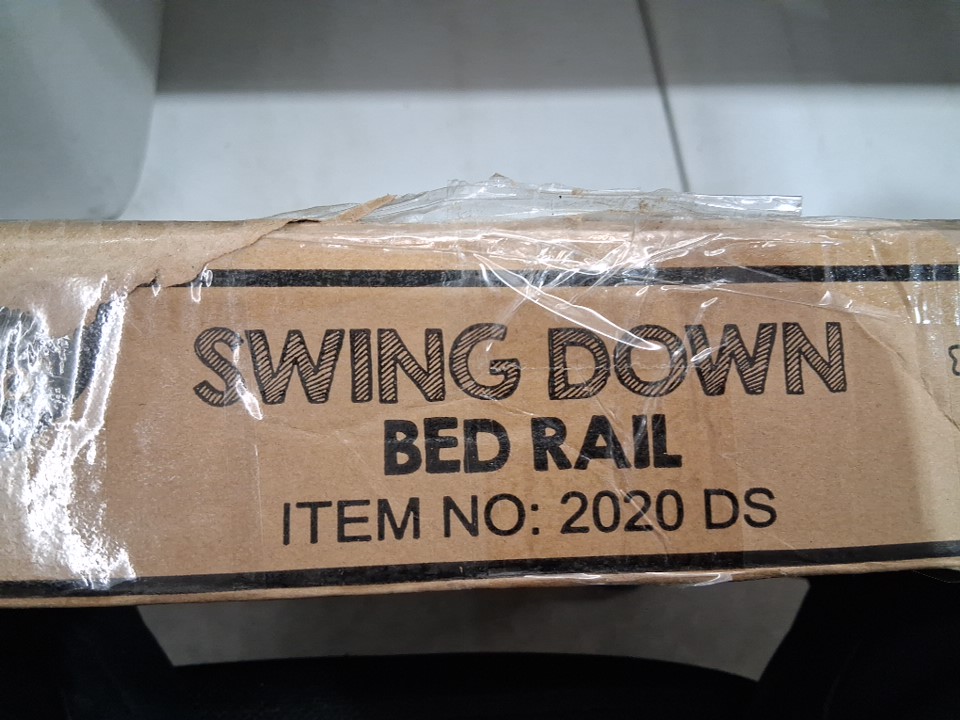 SWING DOWN
BED RAIL
ITEM NO: 2020 DS